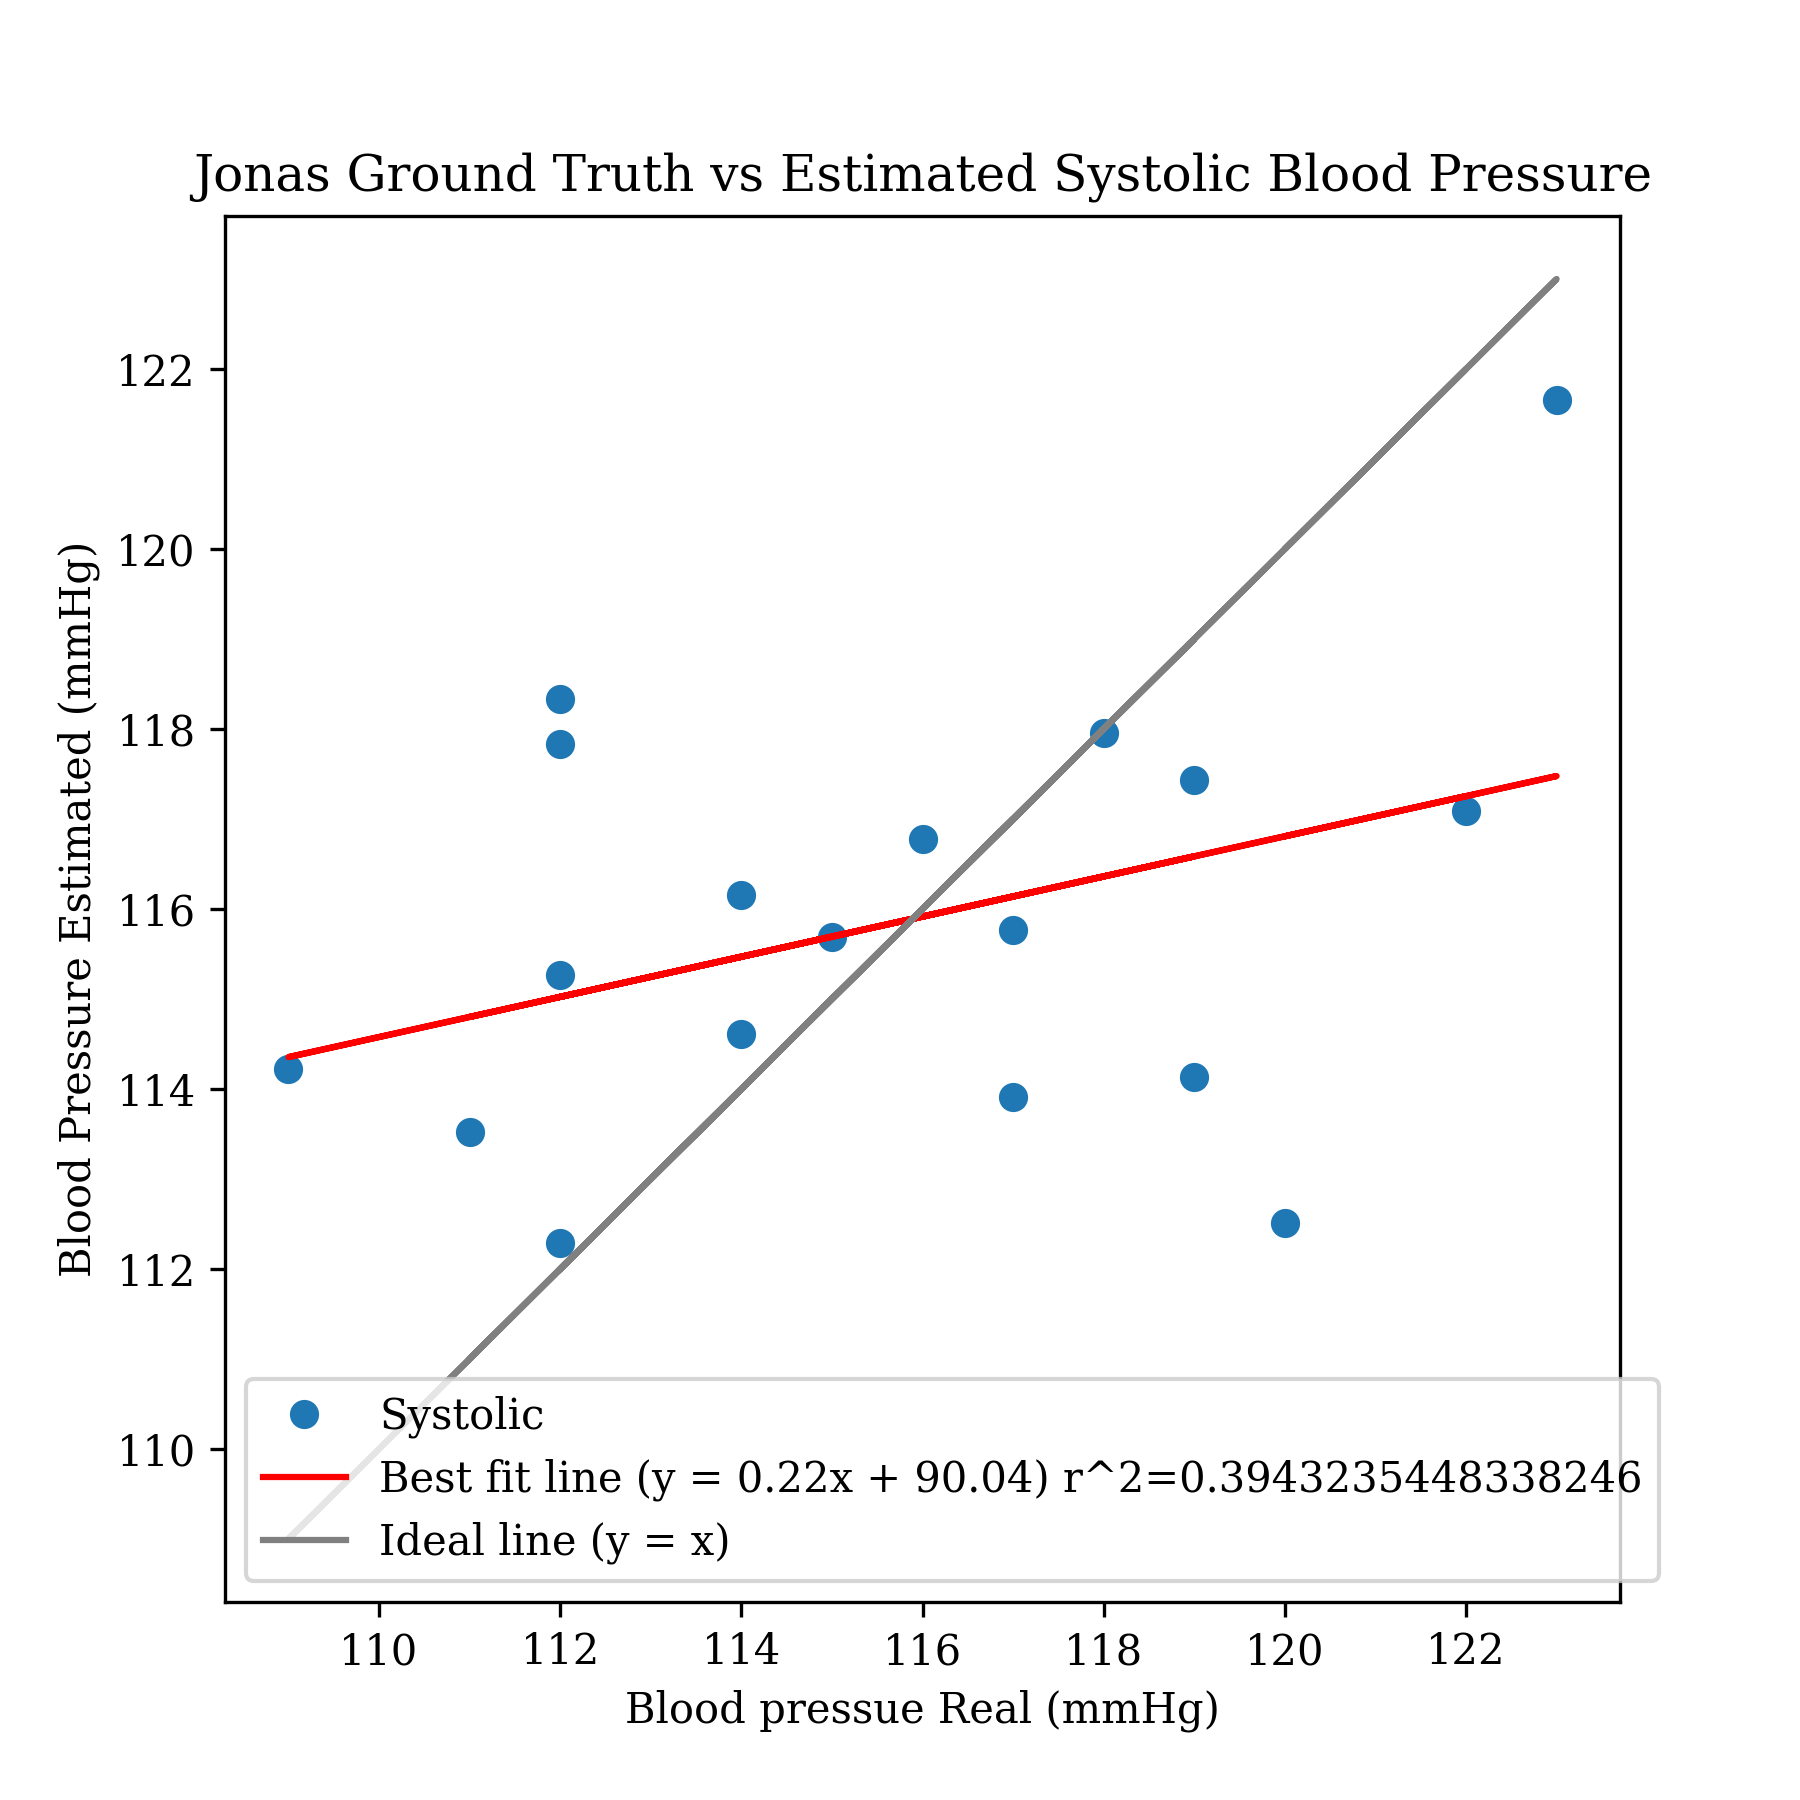 Jonas Ground Truth vs Estimated Systolic Blood Pressure
Blood Pressure Estimated (mmHg)
122
120
118
116
114
112
110
Systolic
Best fit line (y = 0.22x + 90.04) r^2=0.3943235448338246
Ideal line (y = x)
110 112 114 116 118 120 122
Blood pressue Real (mmHg)